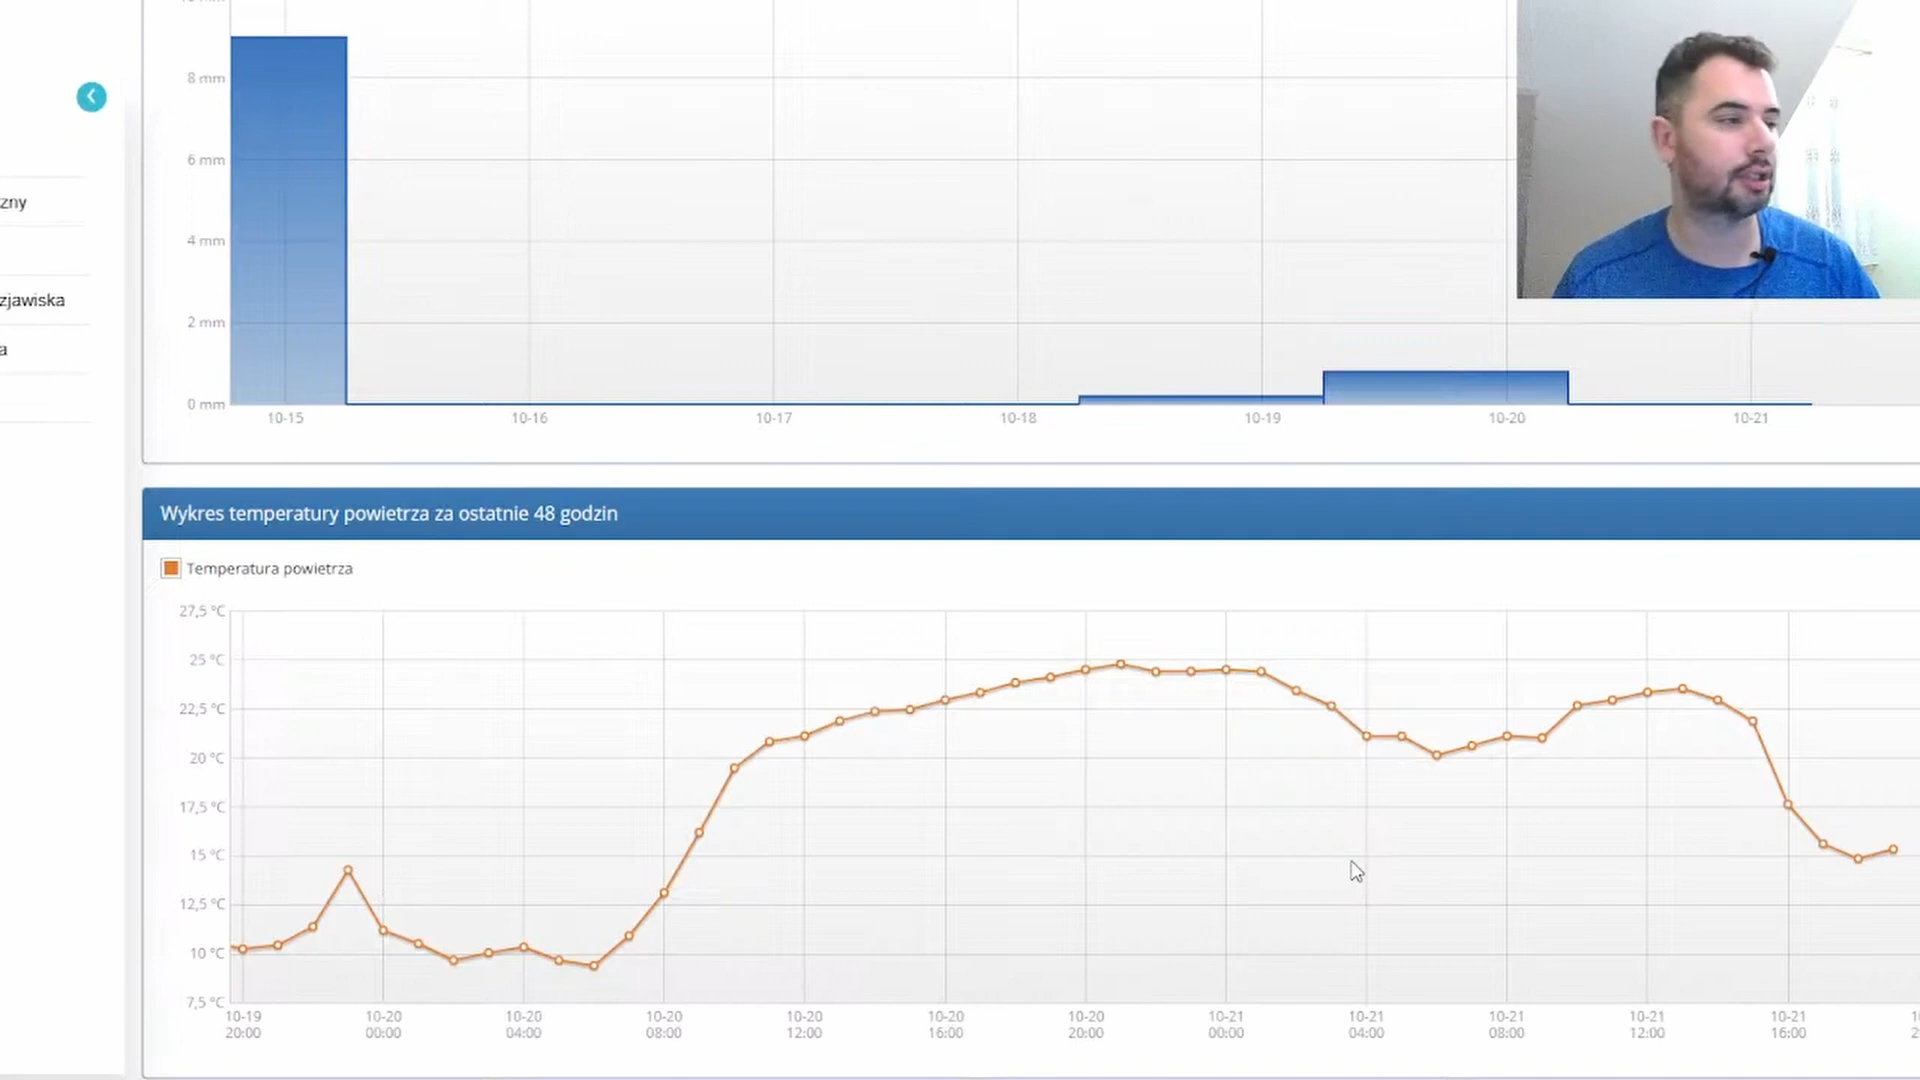 8 mm
6 mm
4 mm
2 mm
0 mm
10-15 10-16 10-17 10-18 10-19 10-20 10-21
zny
zjawiska
a
Wykres temperatury powietrza za ostatnie 48 godzin
Temperatura powietrza
27,5 °C
25 °C
22,5 °C
20 °C
17,5 °C
15 °C
12,5 °C
10 °C
7,5 °C
10-19 10-20 10-20 10-20 10-20 10-20 10-20 10-21 10-21 10-21 10-21 10-21
20:00 00:00 04:00 08:00 12:00 16:00 20:00 00:00 04:00 08:00 12:00 16:00